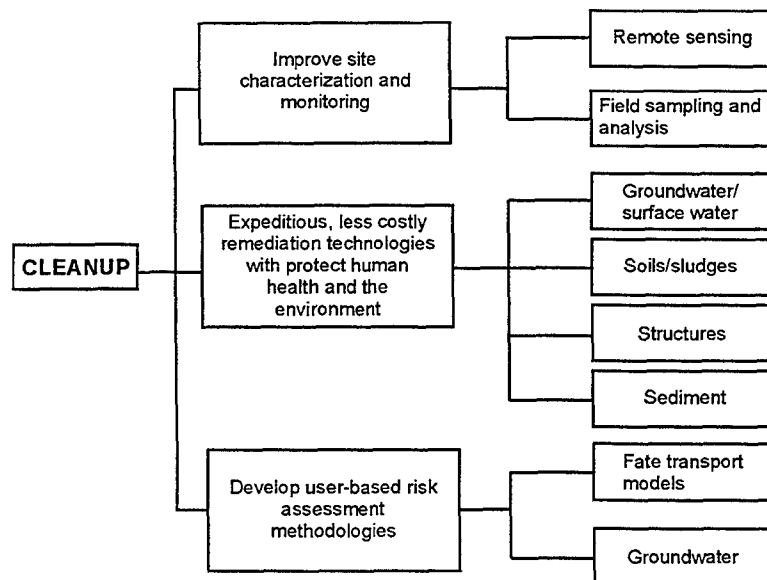 CLEANUP
Improve site
characterization and
monitoring
Remote sensing
Field sampling and
analysis
Expeditious, less costly
remediation technologies
with protect human
health and the
environment
Groundwater/
surface water
Soils/sludges
Structures
Sediment
Develop user-based risk
assessment
methodologies
Fate transport
models
Groundwater